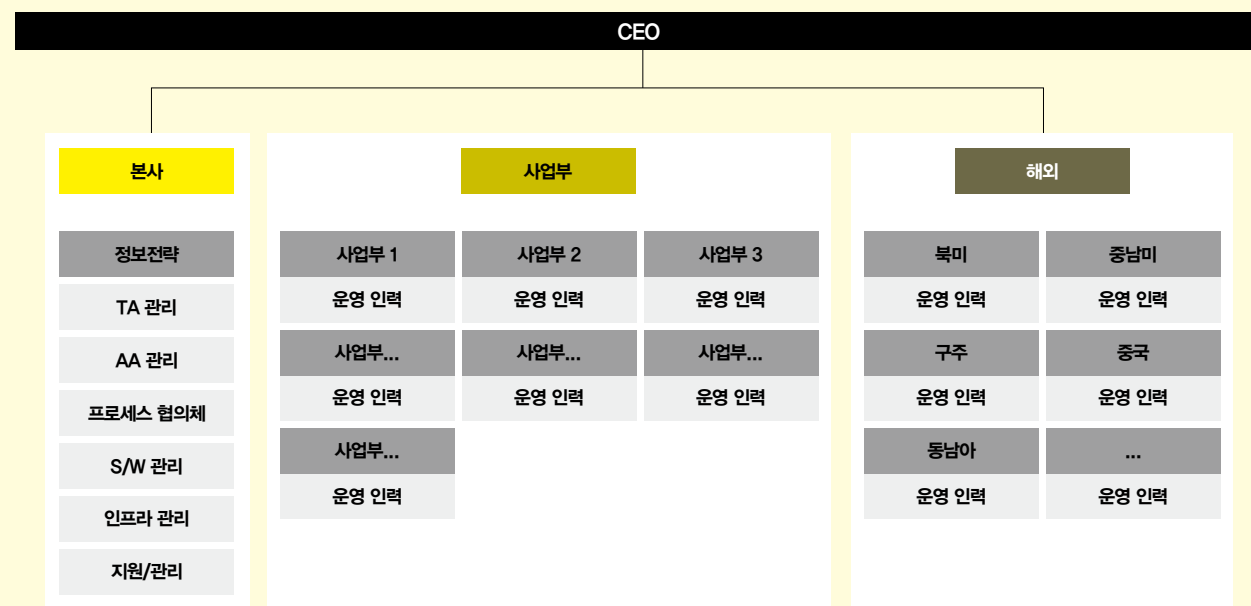 CEO
본사
정보전략
TA 관리
AA 관리
프로세스 협의체
S/W 관리
인프라 관리
지원/관리
사업부
사업부 1
사업부 2
사업부 3
운영 인력
운영 인력
운영 인력
사업부...
사업부...
사업부...
운영 인력
운영 인력
운영 인력
사업부...
운영 인력
해외
북미
중남미
운영 인력
운영 인력
구주
중국
운영 인력
운영 인력
동남아
...
운영 인력
운영 인력